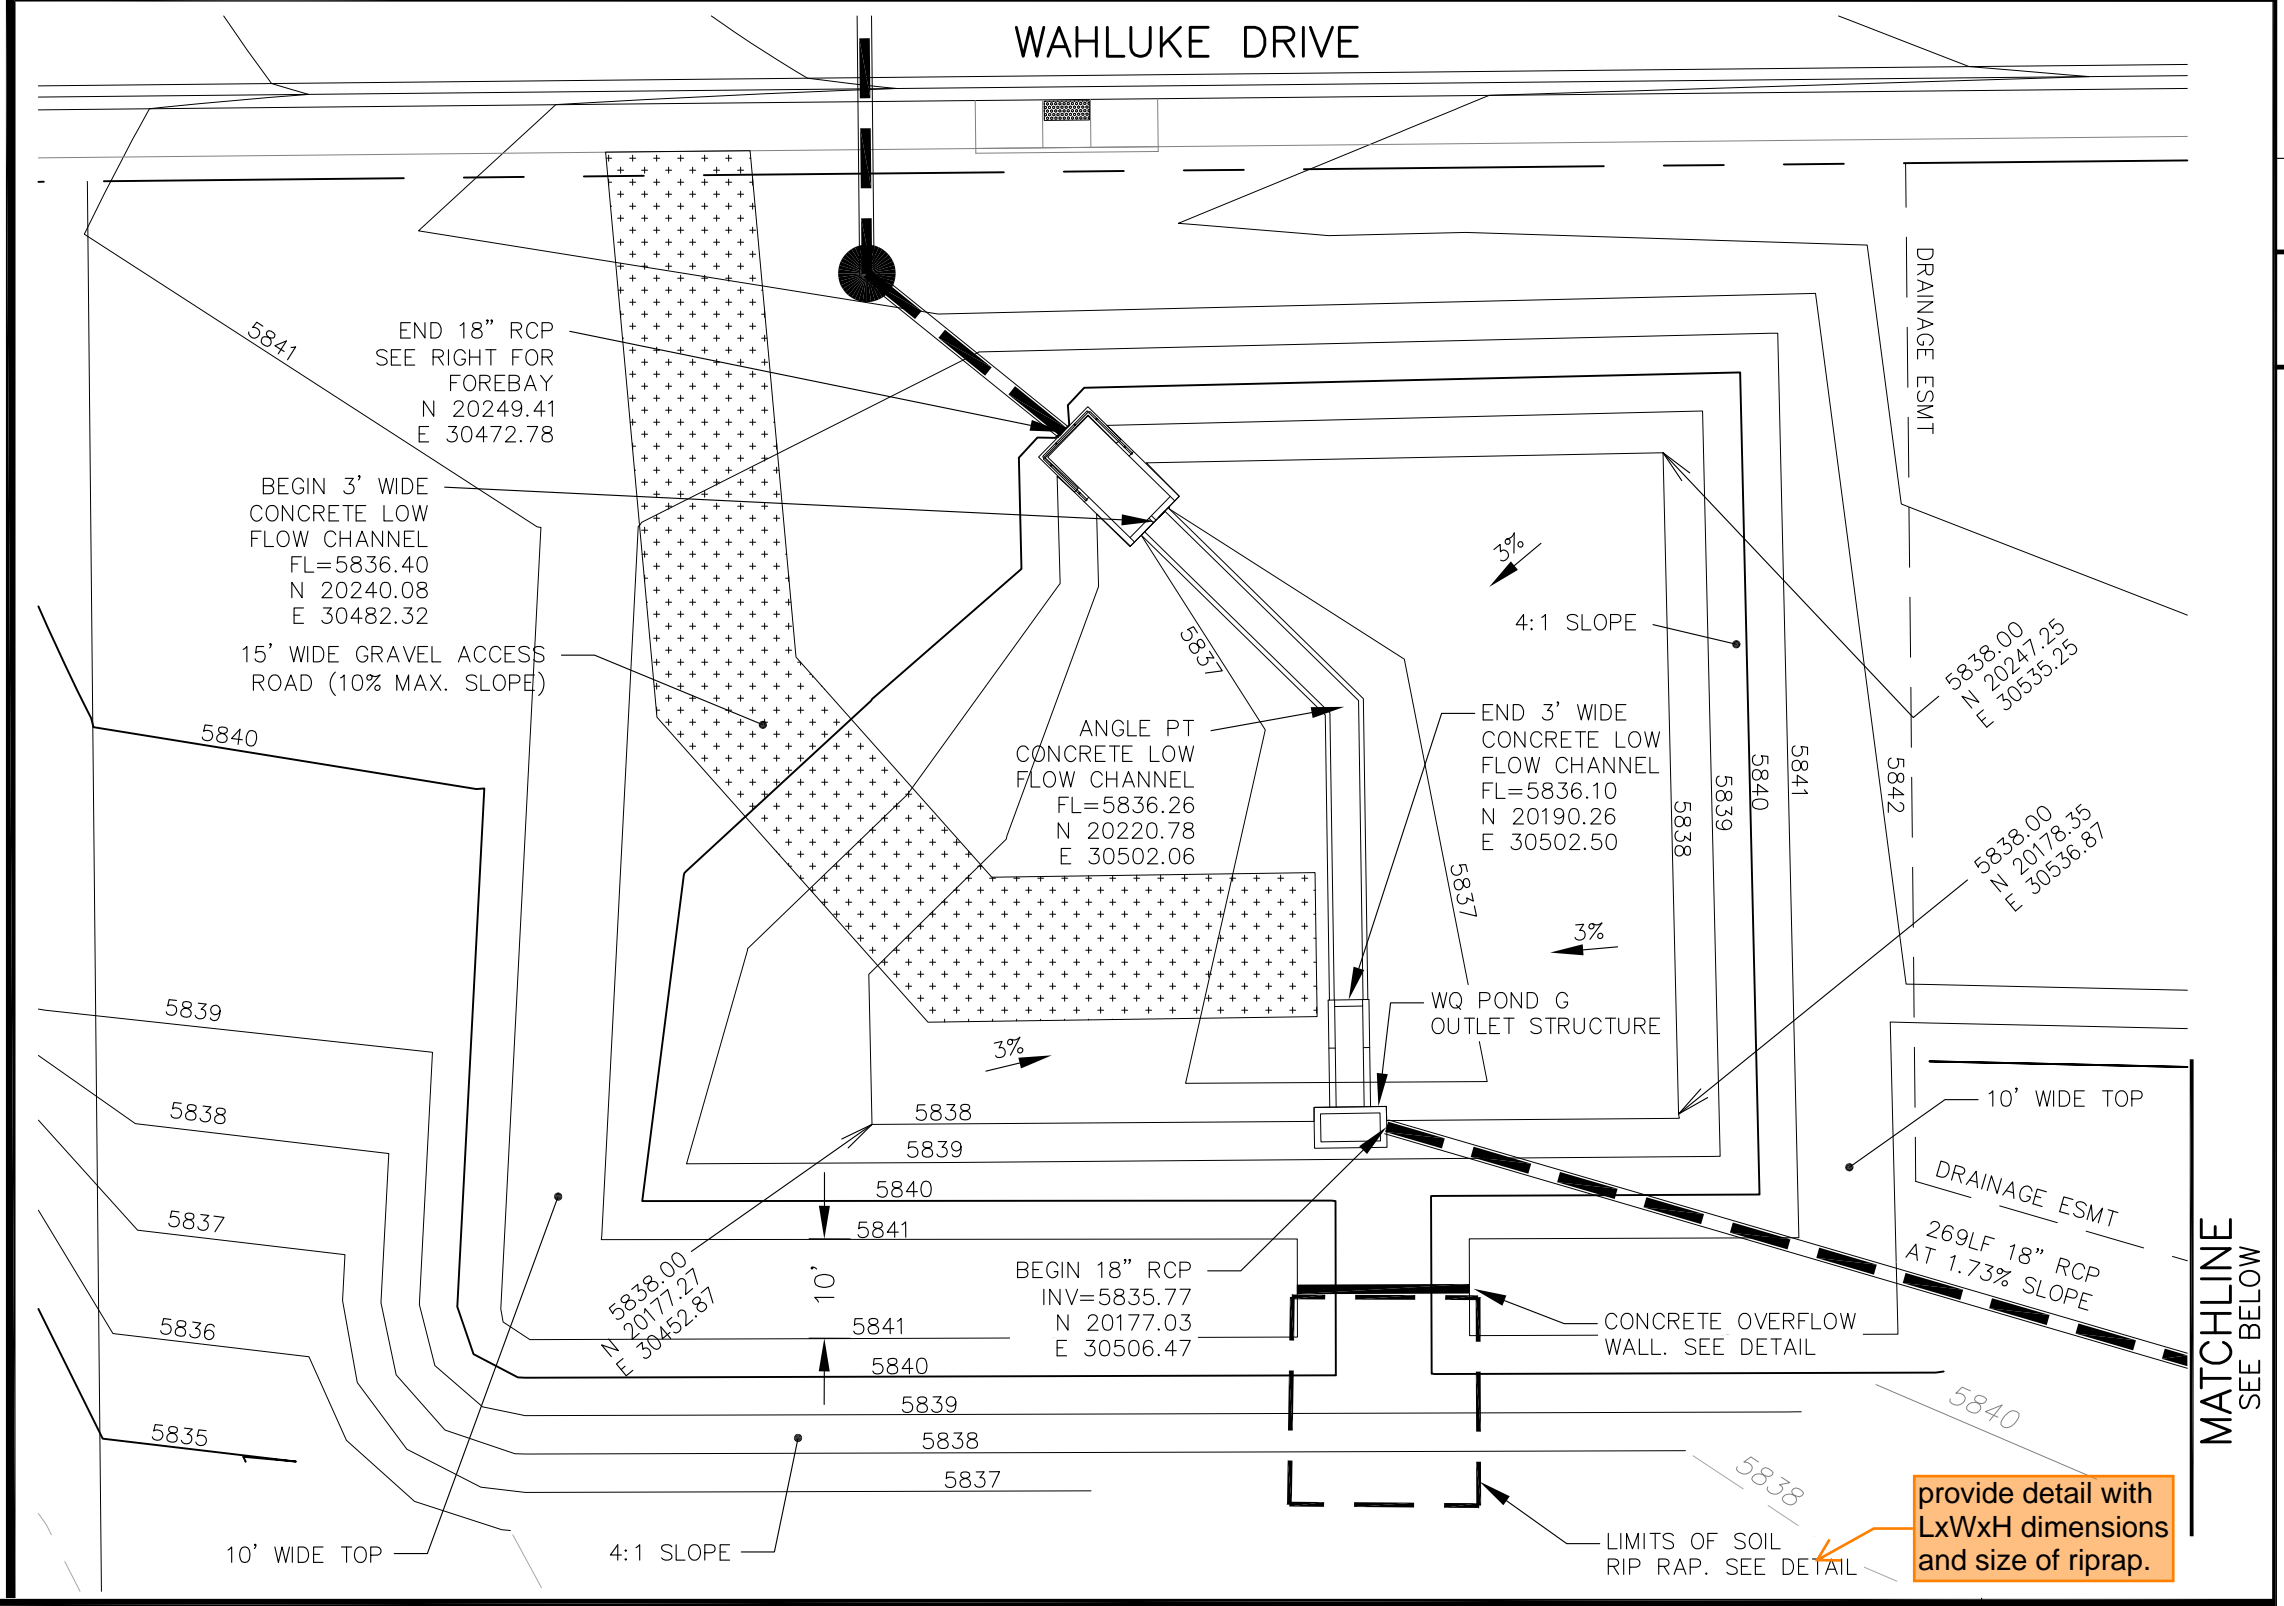 WAHLUKE DRIVE
DRAINAGE ESMT
5841
END 18" RCP
SEE RIGHT FOR
FOREBAY
N 20249.41
E 30472.78
BEGIN 3' WIDE
CONCRETE LOW
FLOW CHANNEL
FL=5836.40
N 20240.08
E 30482.32
15' WIDE GRAVEL ACCESS
ROAD (10% MAX. SLOPE)
3%
4:1 SLOPE
5837
5838.00
N 20247.25
E 30535.25
5840
ANGLE PT
CONCRETE LOW
FLOW CHANNEL
FL=5836.26
N 20220.78
E 30502.06
END 3' WIDE
CONCRETE LOW
FLOW CHANNEL
FL=5836.10
N 20190.26
E 30502.50
5838
5839
5840
5841
5842
5838.00
N 20178.35
E 30536.87
5837
3%
5839
WQ POND G
OUTLET STRUCTURE
3%
5838
5838
10' WIDE TOP
5839
5840
5837
5841
DRAINAGE ESMT
269LF 18" RCP
AT 1.73% SLOPE
MATCHLINE
SEE BELOW
10'
5838.00
N 20177.27
E 30452.87
BEGIN 18" RCP
INV=5835.77
N 20177.03
E 30506.47
CONCRETE OVERFLOW
WALL. SEE DETAIL
5836
5841
5840
5839
5840
5835
5838
5837
5838
10' WIDE TOP
4:1 SLOPE
LIMITS OF SOIL
RIP RAP. SEE DETAIL
provide detail with
LxWxH dimensions
and size of riprap.